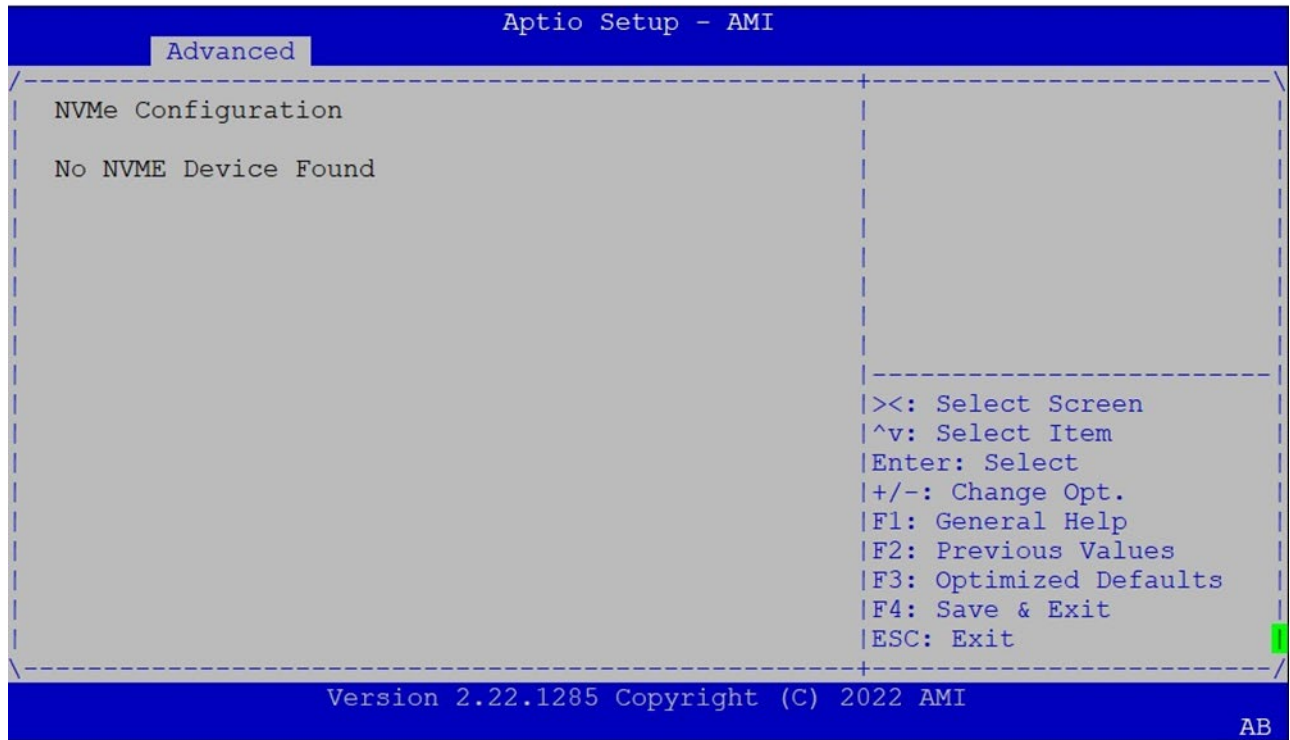 Aptio Setup - AMI
Advanced
NVMe Configuration
No NVME Device Found
><: Select Screen
^v: Select Item
Enter: Select
+/-: Change Opt.
F1: General Help
F2: Previous Values
F3: Optimized Defaults
F4: Save & Exit
ESC: Exit
Version 2.22.1285 Copyright (C) 2022 AMI
AB